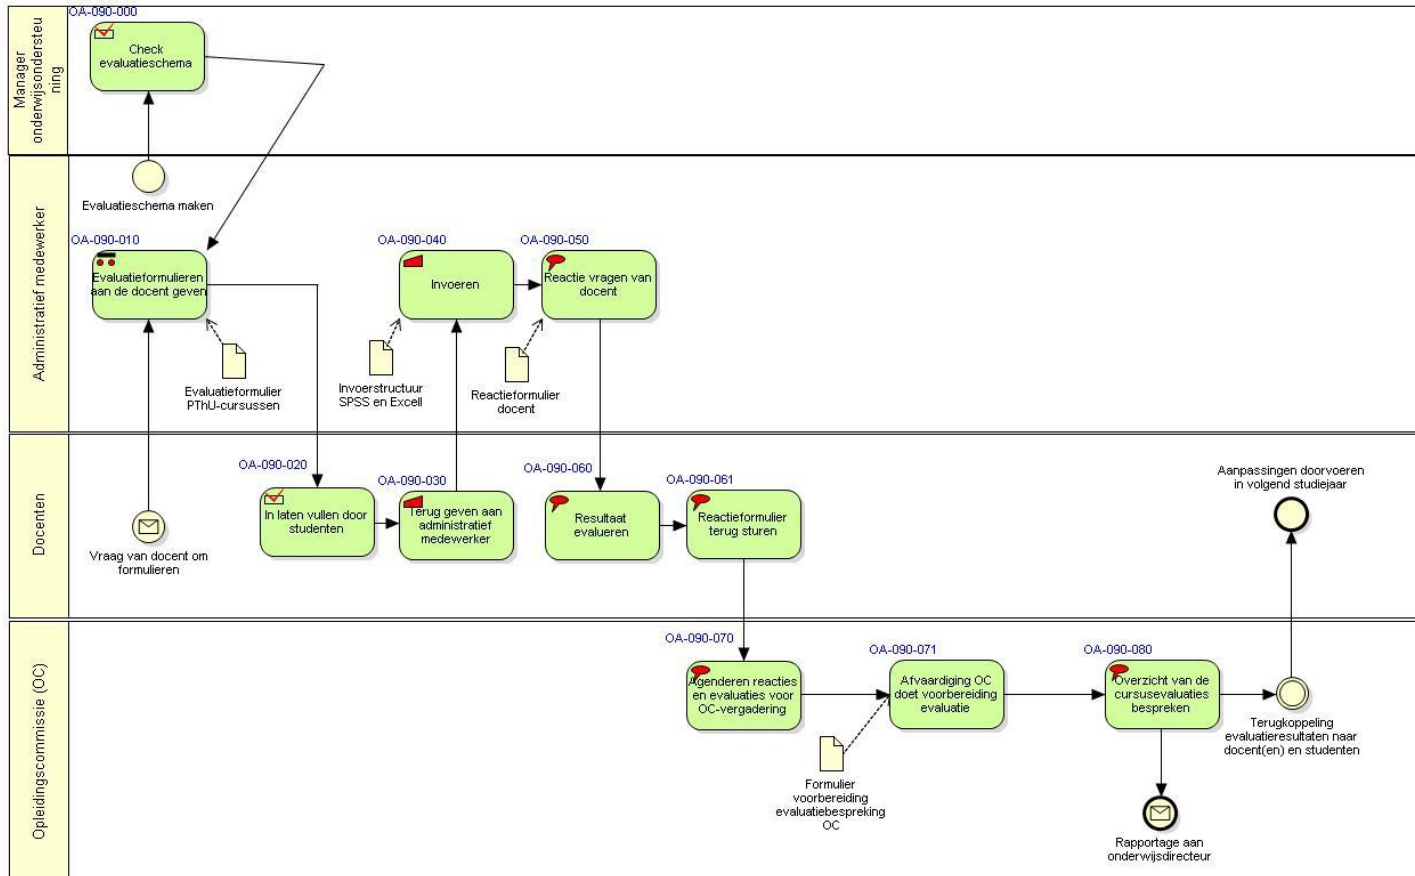 OA-090-000
Manager
onderwijsondersteu
ning
Check
evaluatieschema
Administratief medewerker
Evaluatieschema maken
OA-090-010
Evaluatieformulieren
aan de docent geven
Evaluatieformulier
PThU-cursussen
OA-090-040
Invoeren
Invoerstructuur
SPSS en Excell
OA-090-050
Reactie vragen van
docent
Reactieformulier
docent
Docenten
Vraag van docent om
formulieren
OA-090-020
In laten vullen door
studenten
OA-090-030
Terug geven aan
administratief
medewerker
OA-090-060
Resultaat
evalueren
OA-090-061
Reactieformulier
terug sturen
Aanpassingen doorvoeren
in volgend studiejaar
Opleidingscommissie (OC)
OA-090-070
Agenderen reacties
en evaluaties voor
OC-vergadering
OA-090-071
Afvaardiging OC
doet voorbereiding
evaluatie
Formulier
voorbereiding
evaluatiebespreking
OC
OA-090-080
Overzicht van de
cursusevaluaties
bespreken
Terugkoppeling
evaluatieresultaten naar
docent(en) en studenten
Rapportage aan
onderwijsdirecteur